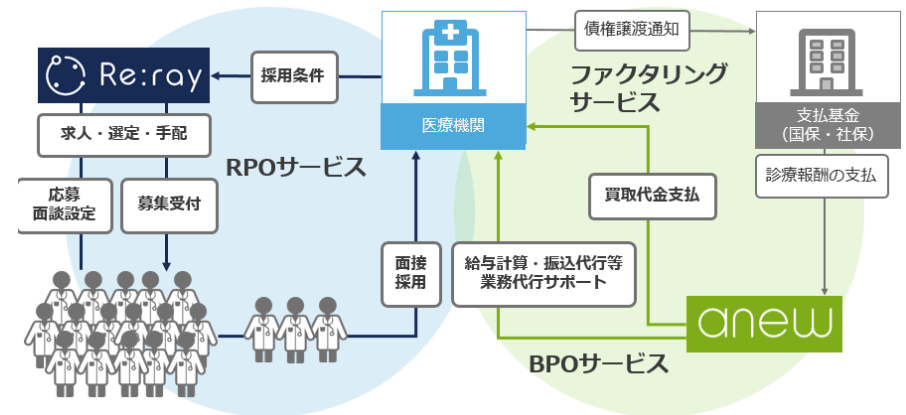 債権譲渡通知
Re:ray
採用条件
ファクタリング
サービス
医療機関
支払基金
（国保・社保）
求人・選定・手配
RPOサービス
診療報酬の支払
応募
面談設定
募集受付
買取代金支払
面接
採用
給与計算・振込代行等
業務代行サポート
anew
BPOサービス